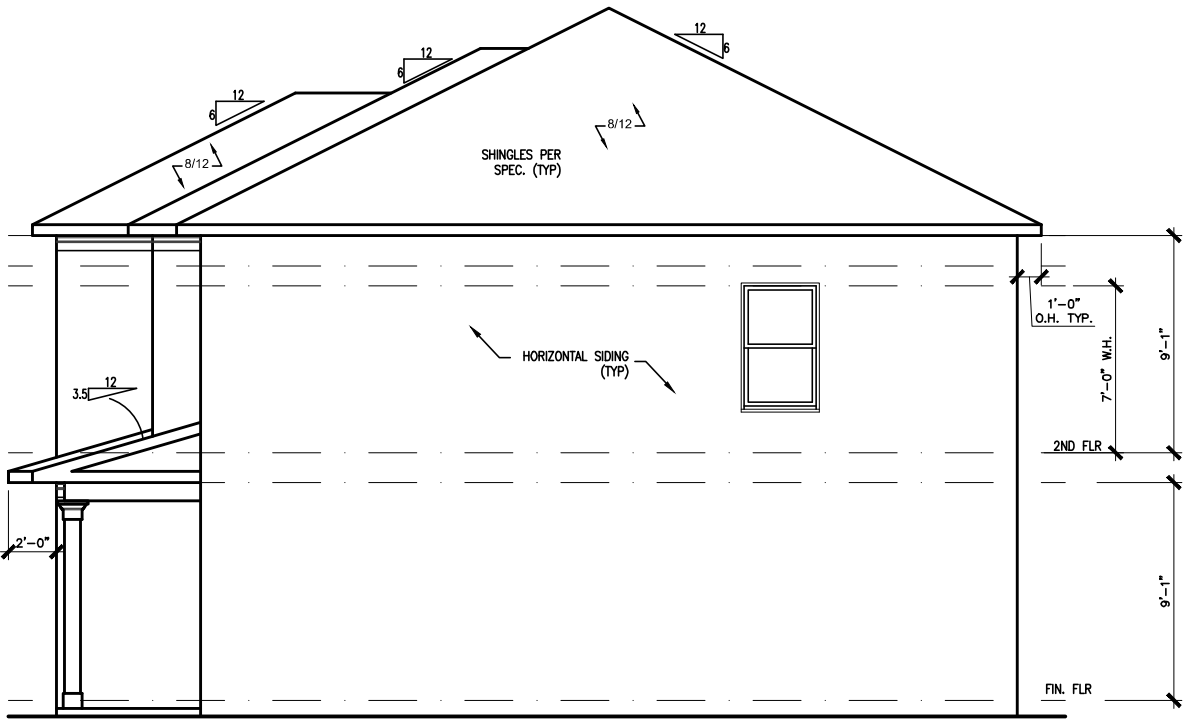 12
6
12
6
12
6
8/12
8/12
SHINGLES PER
SPEC. (TYP)
1'-0"
O.H. TYP.
HORIZONTAL SIDING
(TYP)
7'-0" W.H.
9'-1"
12
3.5
2ND FLR
2'-0"
9'-1"
FIN. FLR